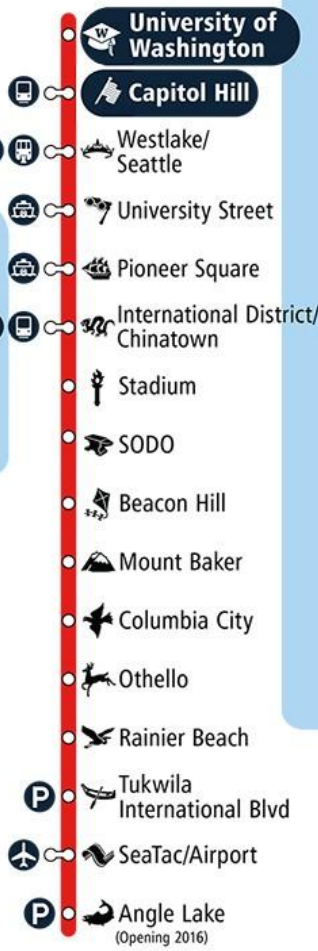 W
University of
Washington
Capitol Hill
Westlake/
Seattle
University Street
Pioneer Square
International District/
Chinatown
Stadium
SODO
Beacon Hill
Mount Baker
Columbia City
Othello
Rainier Beach
P
Tukwila
International Blvd
SeaTac/Airport
P
Angle Lake
(Opening 2016)